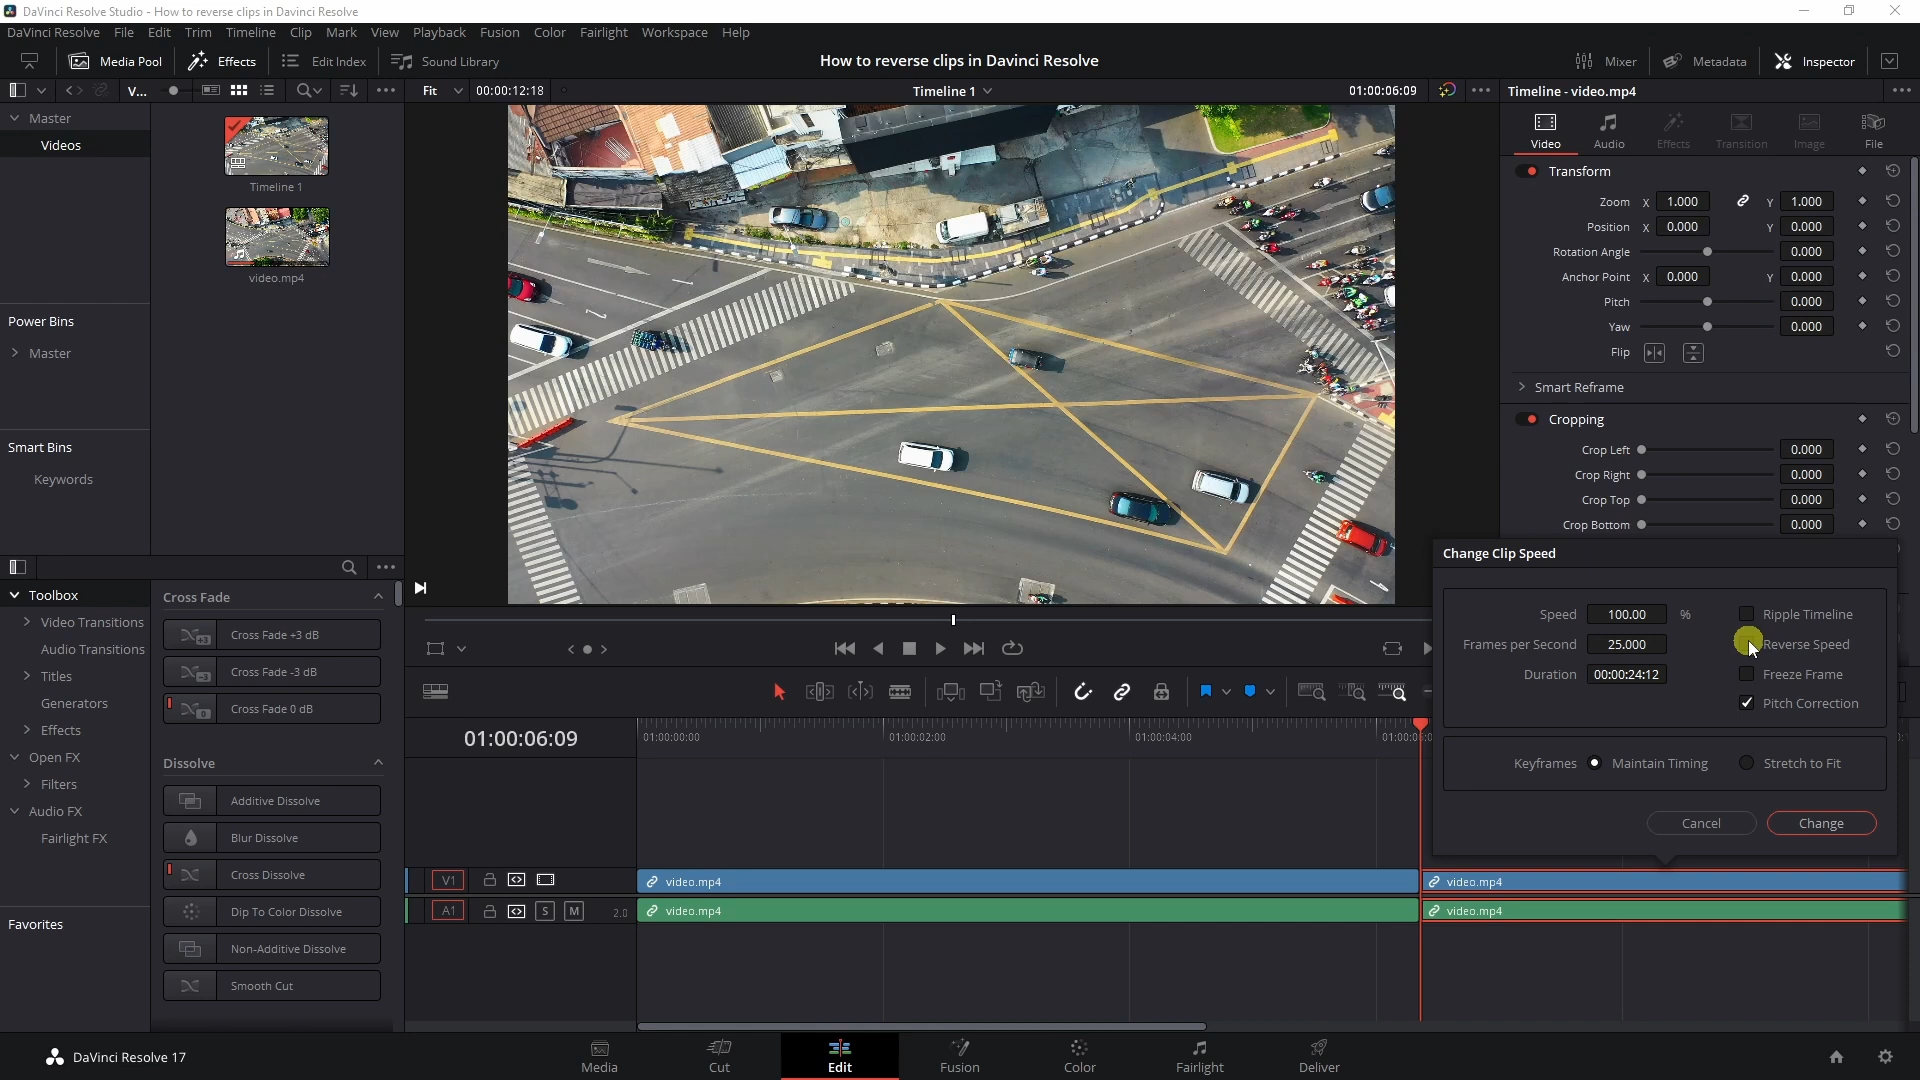 DaVinci Resolve Studio - How to reverse clips in Davinci Resolve
DaVinci Resolve File Edit Trim Timeline Clip Mark View Playback Fusion Color Fairlight Workspace Help
Media Pool Effects Edit Index Sound Library How to reverse clips in Davinci Resolve Mixer Metadata Inspector
V... Fit 00:00:12:18 Timeline 1 01:00:06:09 Timeline - video.mp4
Master
Videos
Timeline 1
video.mp4
Power Bins
Master
Smart Bins
Keywords
Video Audio Effects Transition Image File
Transform
Zoom X 1.000 Y 1.000
Position X 0.000 Y 0.000
Rotation Angle 0.000
Anchor Point X 0.000 Y 0.000
Pitch 0.000
Yaw 0.000
Flip
Smart Reframe
Cropping
Crop Left 0.000
Crop Right 0.000
Crop Top 0.000
Crop Bottom 0.000
Change Clip Speed
Speed 100.00 % Ripple Timeline
Frames per Second 25.000 Reverse Speed
Duration 00:00:24:12 Freeze Frame
Pitch Correction
Keyframes Maintain Timing Stretch to Fit
Cancel Change
Toolbox
Video Transitions
Audio Transitions
Titles
Generators
Effects
Open FX
Filters
Audio FX
Fairlight FX
Favorites
Cross Fade
+3 Cross Fade +3 dB
-3 Cross Fade -3 dB
0 Cross Fade 0 dB
Dissolve
Additive Dissolve
Blur Dissolve
Cross Dissolve
Dip To Color Dissolve
Non-Additive Dissolve
Smooth Cut
01:00:06:09 01:00:00:00 01:00:02:00 01:00:04:00
V1 video.mp4 video.mp4
A1 S M 2.0 video.mp4 video.mp4
DaVinci Resolve 17 Media Cut Edit Fusion Color Fairlight Deliver